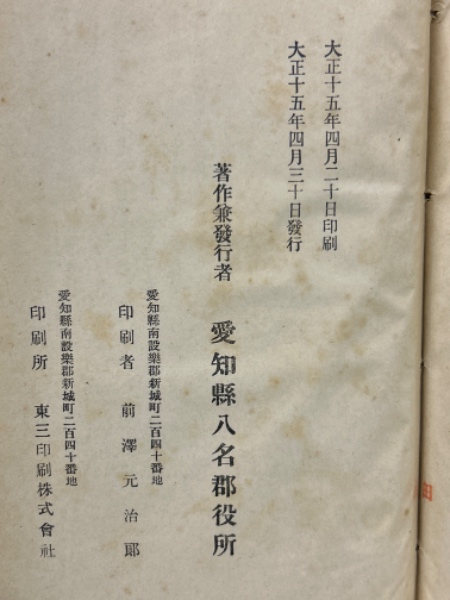 大正十五年四月二十日印刷
大正十五年四月三十日發行
著作兼發行者 愛知縣八名郡役所
愛知縣南設樂郡新城町二百四十番地
印刷者 前澤元治郎
愛知縣南設樂郡新城町二百四十番地
印刷所 東三印刷株式會社